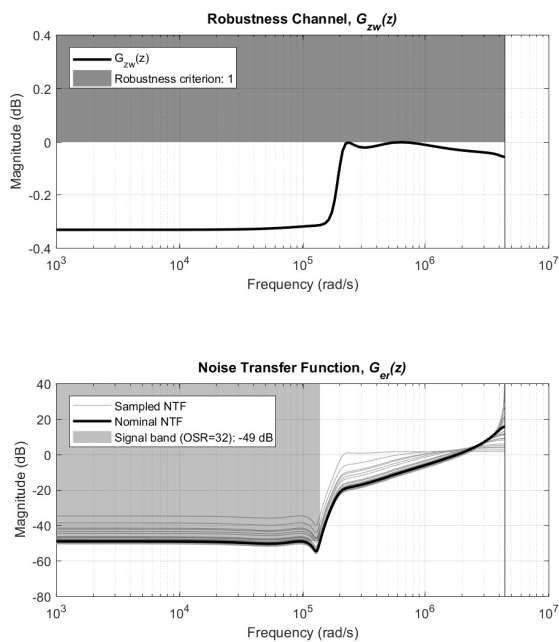 Robustness Channel, G_zw(z)
0.4
0.2
0
-0.2
-0.4
Magnitude (dB)
G_zw(z)
Robustness criterion: 1
10^3
10^4
10^5
10^6
10^7
Frequency (rad/s)
Noise Transfer Function, G_er(z)
40
20
0
-20
-40
-60
-80
Magnitude (dB)
Sampled NTF
Nominal NTF
Signal band (OSR=32): -49 dB
10^3
10^4
10^5
10^6
10^7
Frequency (rad/s)